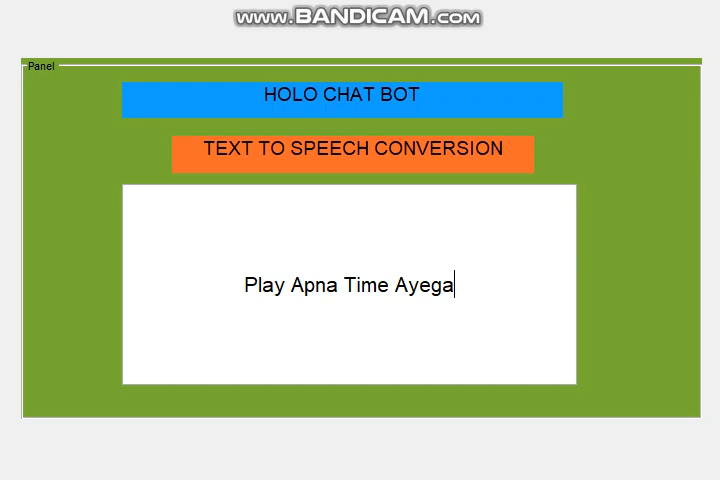 www.BANDICAM.com
Panel
HOLO CHAT BOT
TEXT TO SPEECH CONVERSION
Play Apna Time Ayega